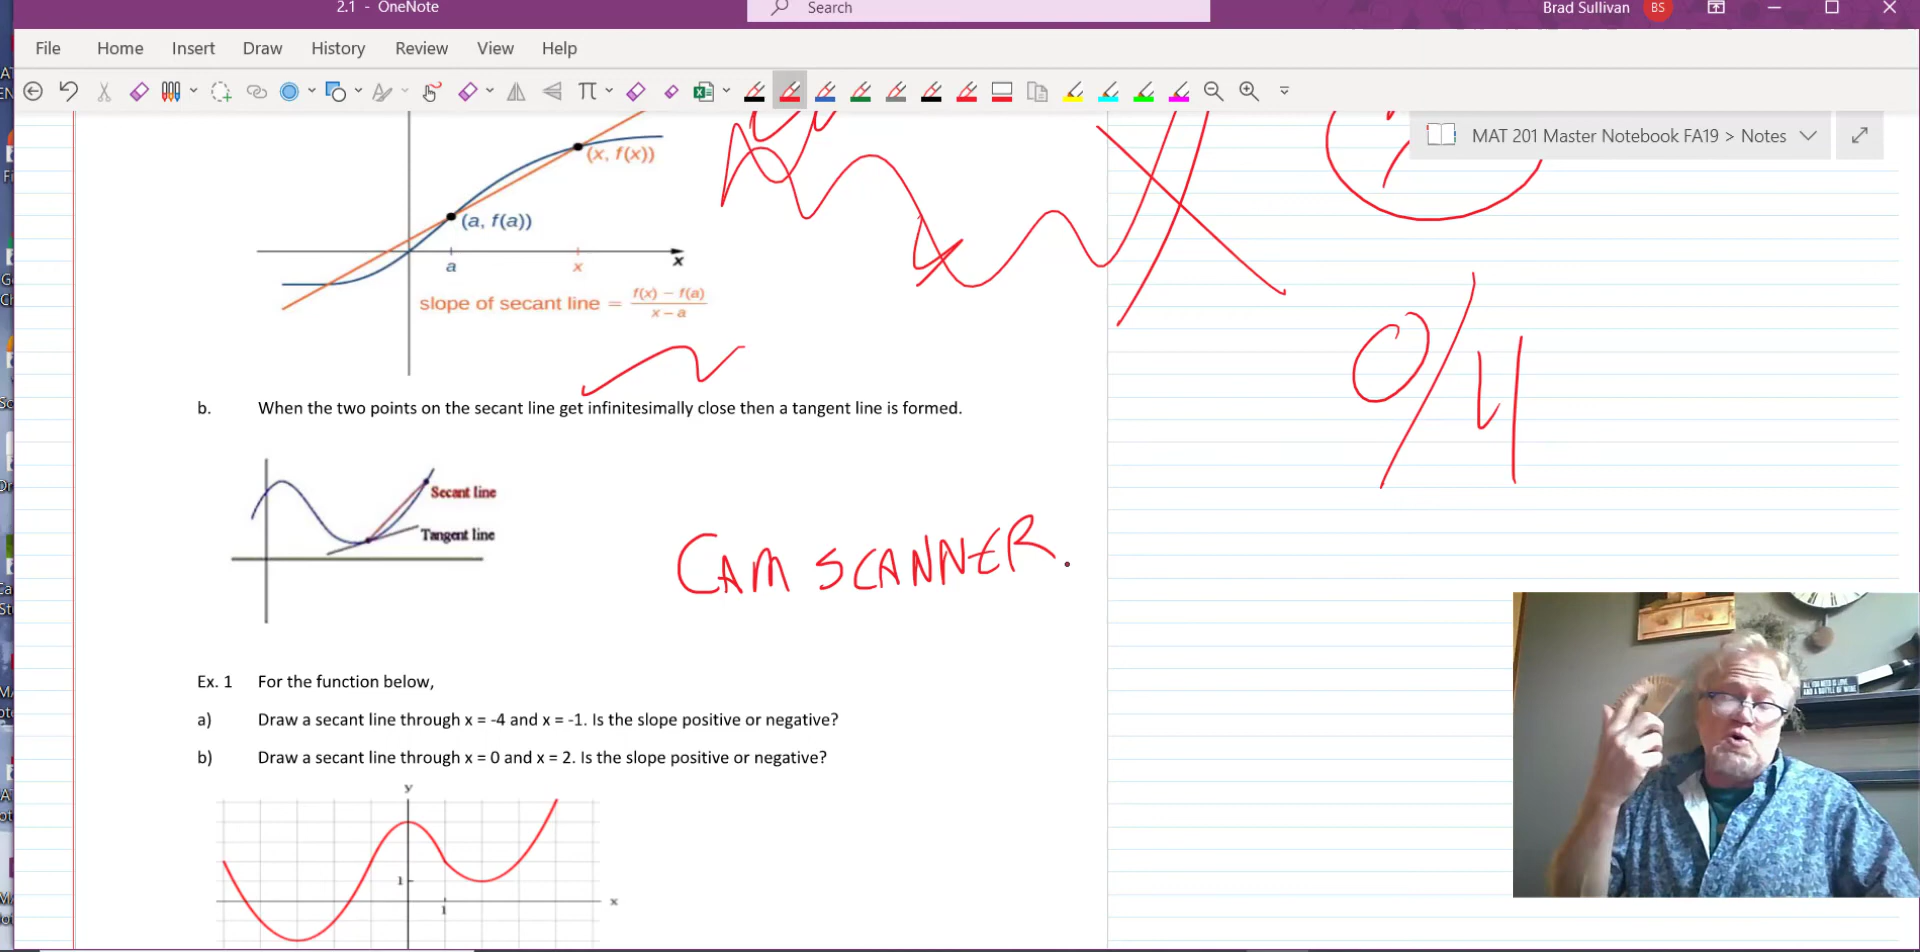 2.1 - OneNote
Search
Brad Sullivan
BS
File Home Insert Draw History Review View Help
MAT 201 Master Notebook FA19 > Notes
(x, f(x))
(a, f(a))
x
a
x
slope of secant line = f(x) − f(a) / x − a
0/4
b. When the two points on the secant line get infinitesimally close then a tangent line is formed.
Secant line
Tangent line
CAM SCANNER.
Ex. 1 For the function below,
a) Draw a secant line through x = -4 and x = -1. Is the slope positive or negative?
b) Draw a secant line through x = 0 and x = 2. Is the slope positive or negative?
y
1
1
x